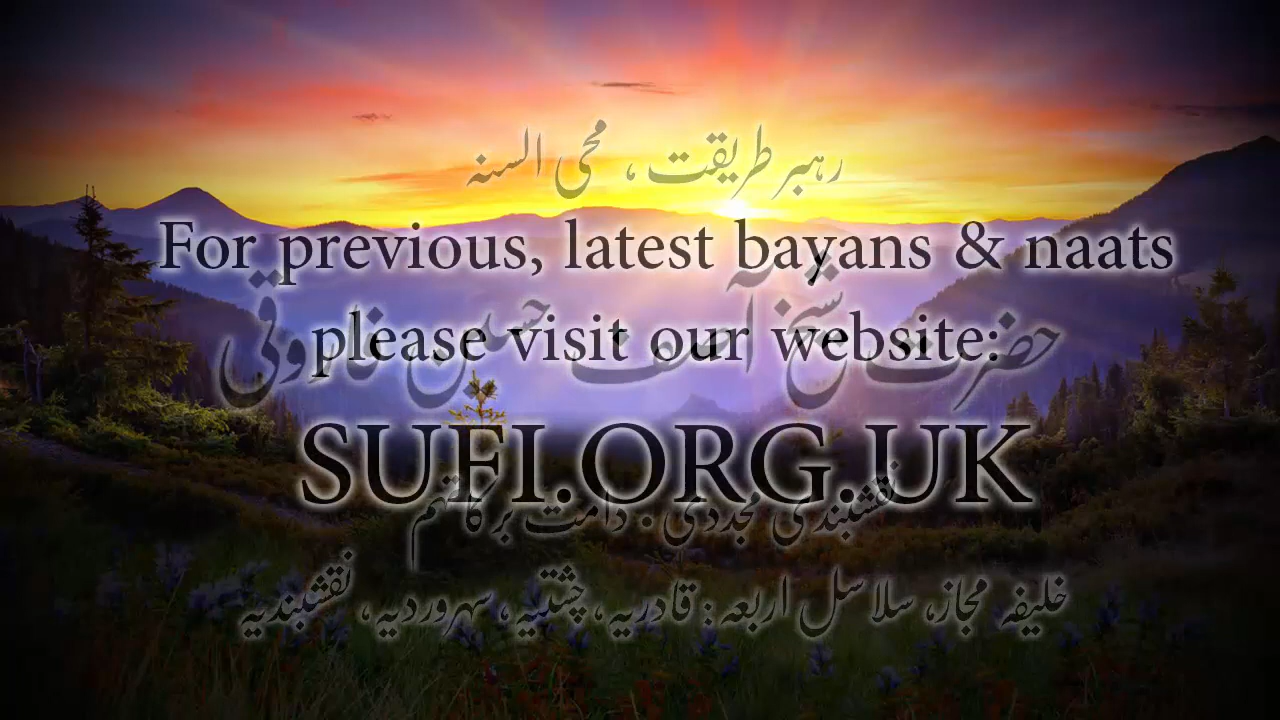 رہبر طریقت، محی السنہ
For previous, latest bayans & naats
حضرت شیخ آصف حسین فاروقی
please visit our website:
SUFI.ORG.UK
نقشبندی مجددی . دامت برکاتہم
خلیفہ مجاز، سلاسل اربعہ: قادریہ، چشتیہ، سہروردیہ، نقشبندیہ